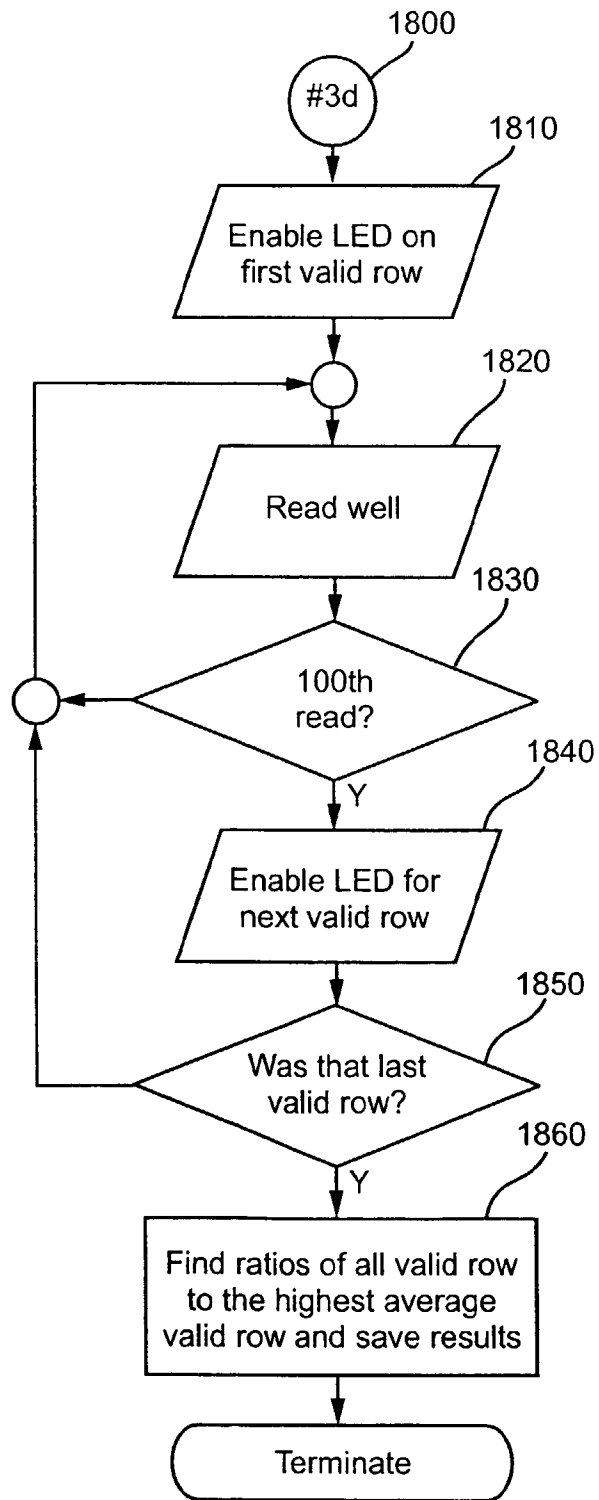 1800
#3d
1810
Enable LED on
first valid row
1820
Read well
1830
100th
read?
Y
1840
Enable LED for
next valid row
1850
Was that last
valid row?
Y
1860
Find ratios of all valid row
to the highest average
valid row and save results
Terminate